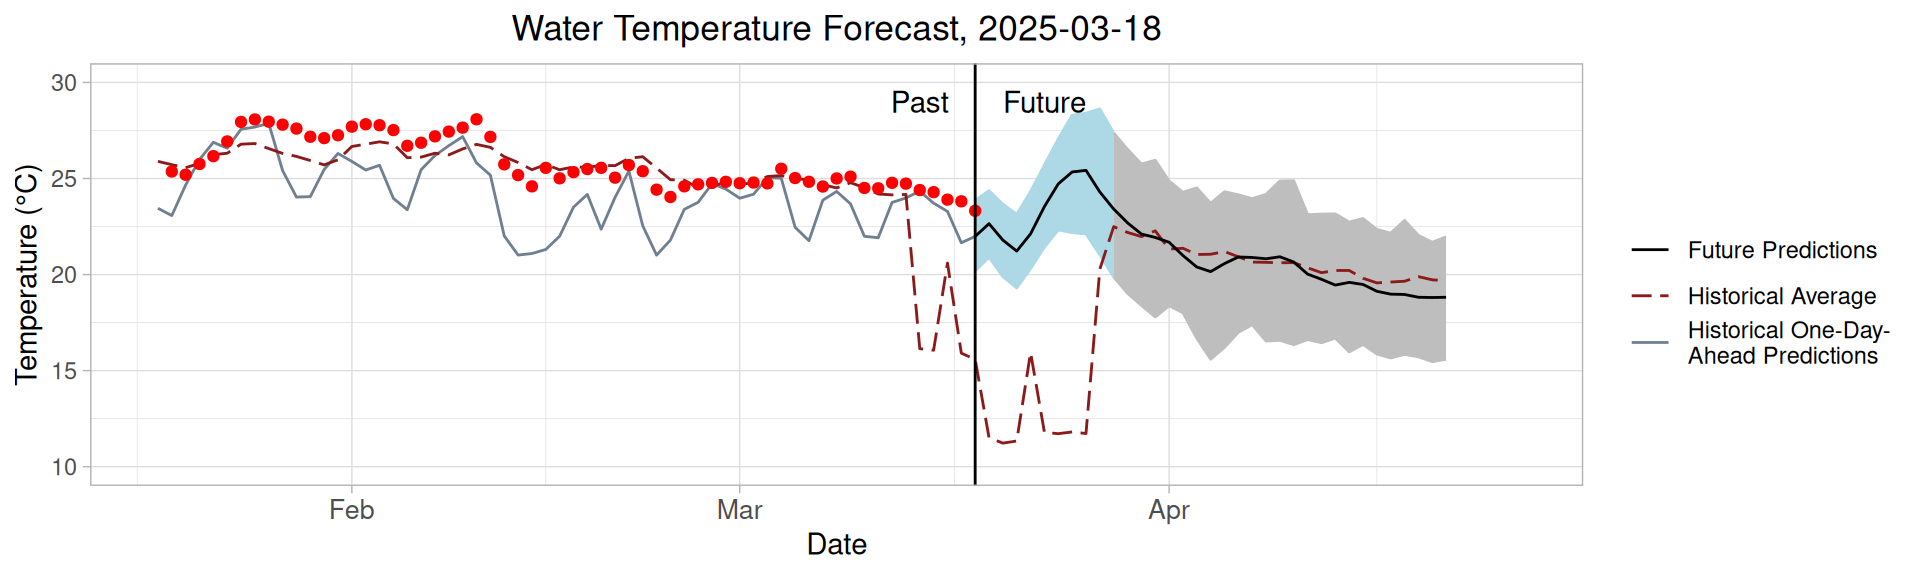 Water Temperature Forecast, 2025-03-18
30
25
20
15
10
Temperature (°C)
Past
Future
Feb
Mar
Apr
Date
Future Predictions
Historical Average
Historical One-Day-
Ahead Predictions